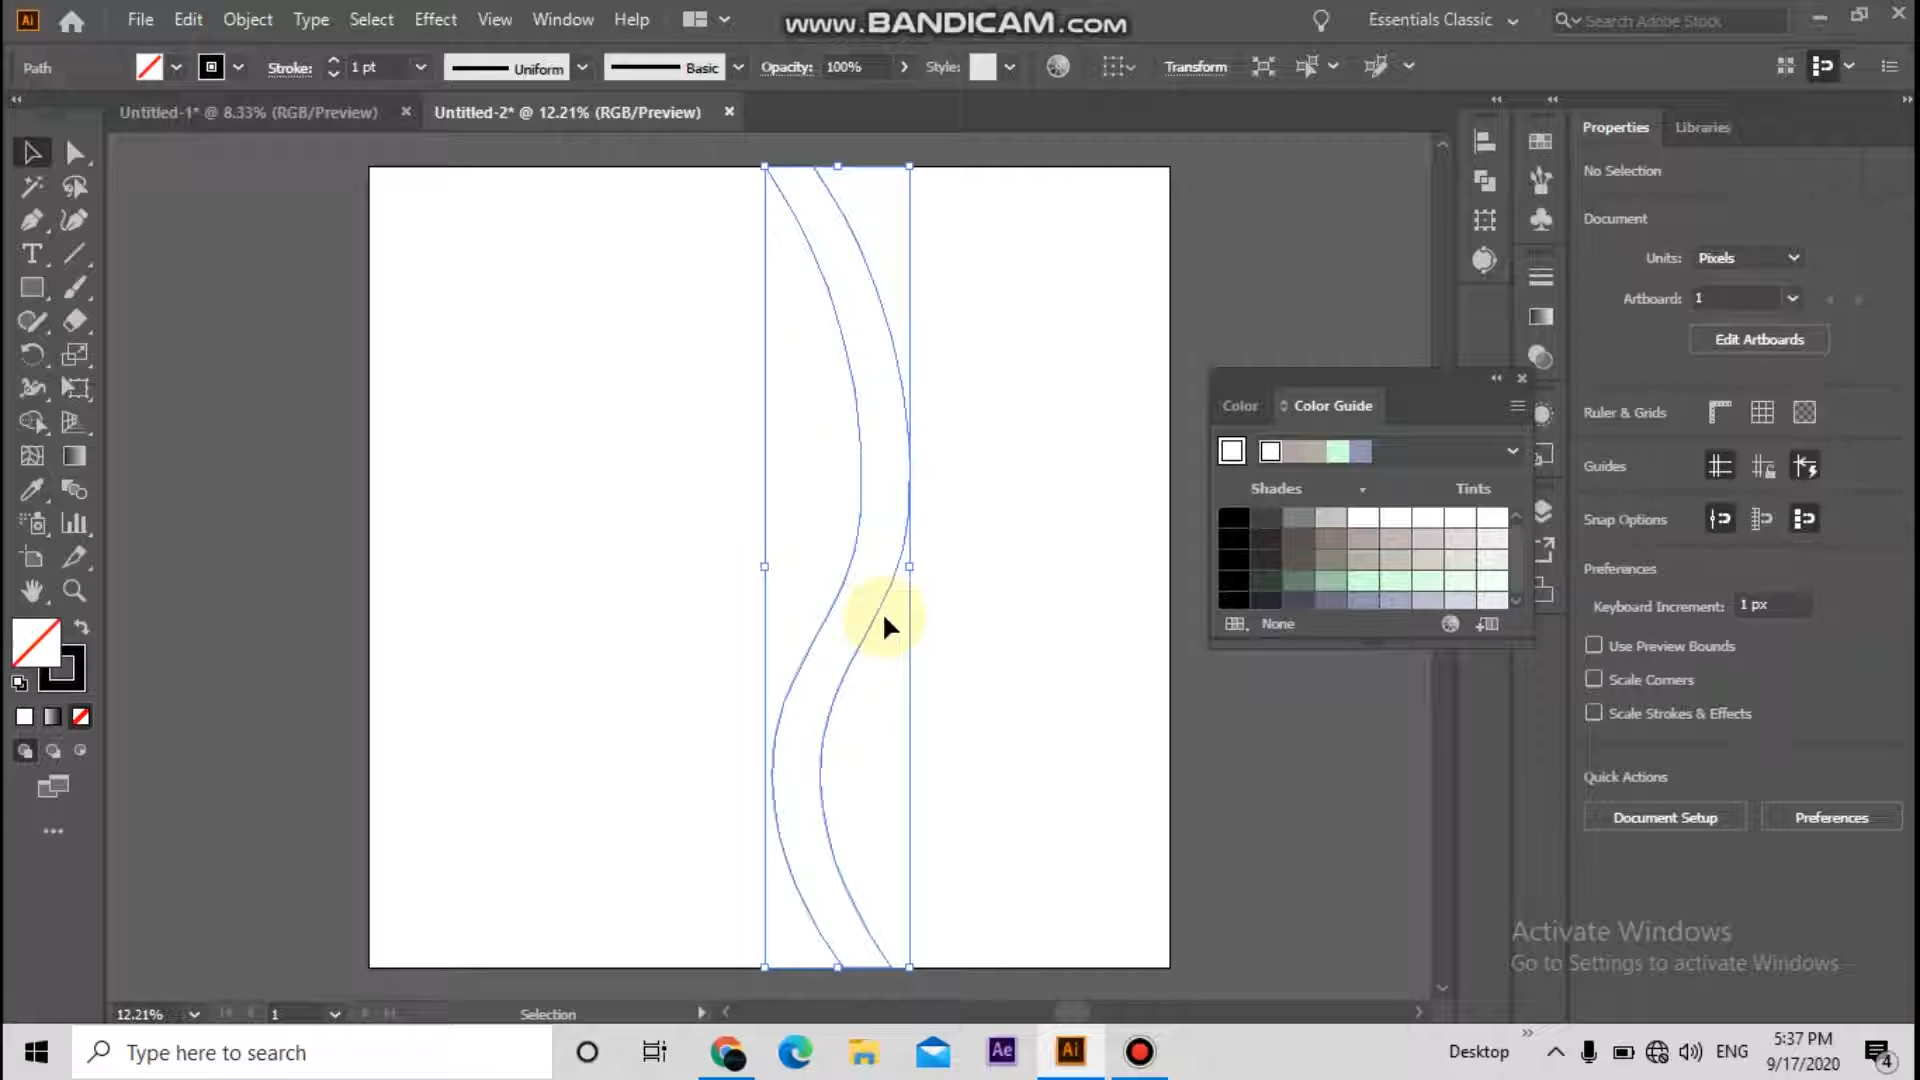 Ai File Edit Object Type Select Effect View Window Help www.BANDICAM.com Essentials Classic Search Adobe Stock
Path Stroke: 1 pt Uniform Basic Opacity: 100% Style: Transform
Untitled-1* @ 8.33% (RGB/Preview) Untitled-2* @ 12.21% (RGB/Preview)
Properties Libraries
No Selection
Document
Units: Pixels
Artboard: 1
Edit Artboards
Color Color Guide
Shades Tints
None
Ruler & Grids
Guides
Snap Options
Preferences
Keyboard Increment: 1 px
Use Preview Bounds
Scale Corners
Scale Strokes & Effects
Quick Actions
Document Setup Preferences
Activate Windows
Go to Settings to activate Windows
12.21% 1 Selection
Type here to search Ae Ai Desktop ENG 5:37 PM
9/17/2020 4